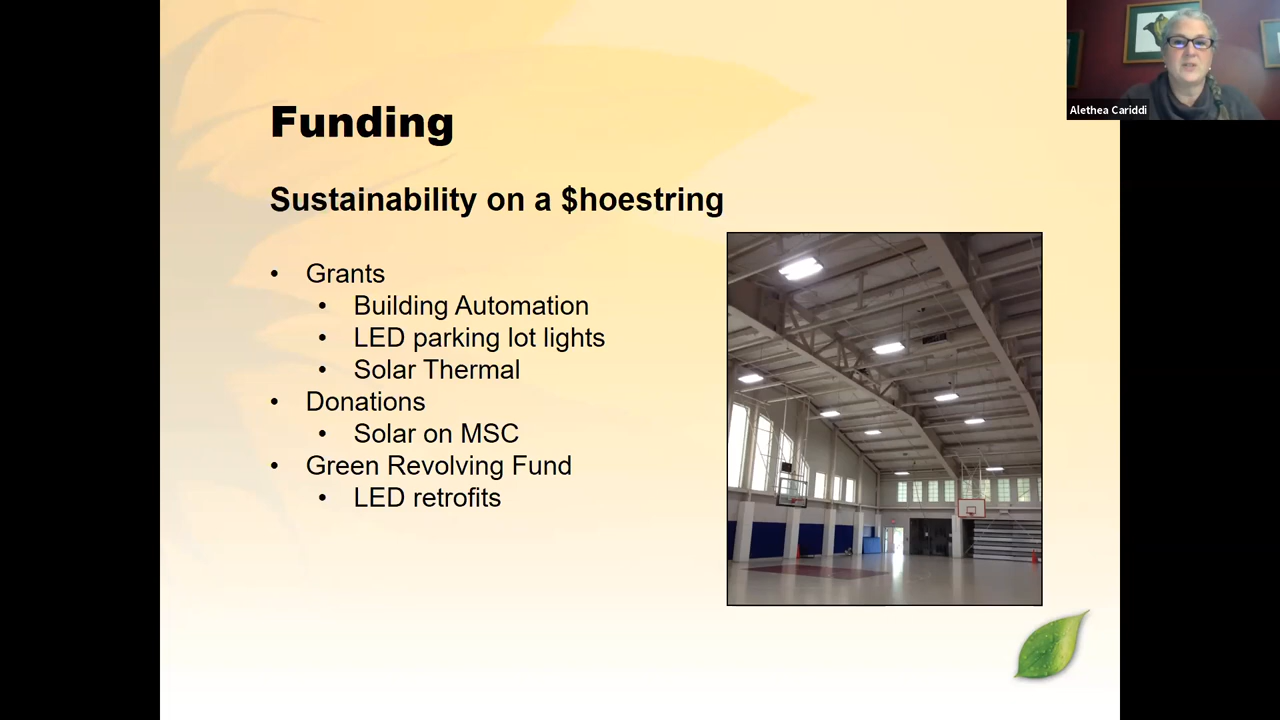 Funding
Sustainability on a $hoestring
• Grants
• Building Automation
• LED parking lot lights
• Solar Thermal
• Donations
• Solar on MSC
• Green Revolving Fund
• LED retrofits
Alethea Cariddi